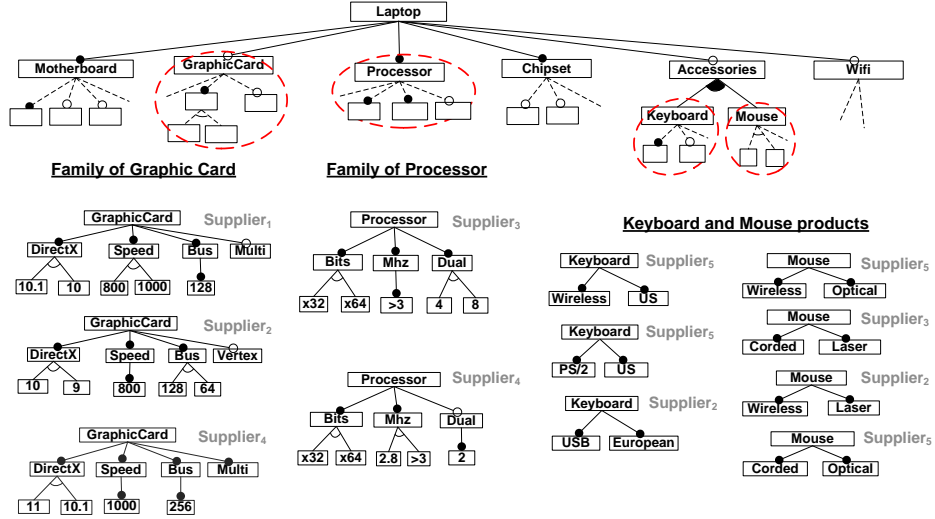 Laptop
Motherboard GraphicCard Processor Chipset Accessories Wifi
Keyboard Mouse
Family of Graphic Card
Family of Processor
Keyboard and Mouse products
GraphicCard Supplier1
DirectX Speed Bus Multi
10.1 10 800 1000 128
GraphicCard Supplier2
DirectX Speed Bus Vertex
10 9 800 128 64
GraphicCard Supplier4
DirectX Speed Bus Multi
11 10.1 1000 256
Processor Supplier3
Bits Mhz Dual
x32 x64 >3 4 8
Processor Supplier4
Bits Mhz Dual
x32 x64 2.8 >3 2
Keyboard Supplier5
Wireless US
Keyboard Supplier5
PS/2 US
Keyboard Supplier2
USB European
Mouse Supplier5
Wireless Optical
Mouse Supplier3
Corded Laser
Mouse Supplier2
Wireless Laser
Mouse Supplier5
Corded Optical